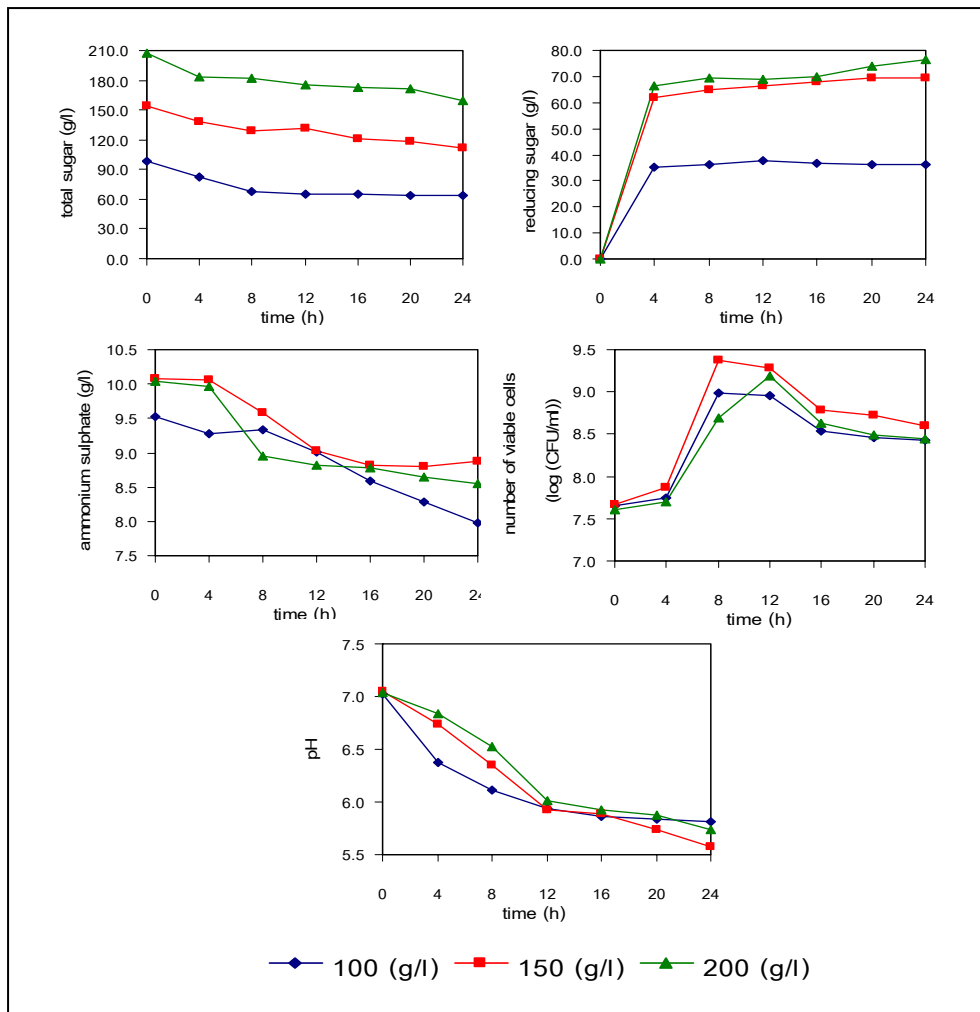 total sugar (g/l)
210.0
180.0
150.0
120.0
90.0
60.0
30.0
0.0
0 4 8 12 16 20 24
time (h)
reducing sugar (g/l)
80.0
70.0
60.0
50.0
40.0
30.0
20.0
10.0
0.0
0 4 8 12 16 20 24
time (h)
ammonium sulphate (g/l)
10.5
10.0
9.5
9.0
8.5
8.0
7.5
0 4 8 12 16 20 24
time (h)
number of viable cells
(log (CFU/ml))
9.5
9.0
8.5
8.0
7.5
7.0
0 4 8 12 16 20 24
time (h)
pH
7.5
7.0
6.5
6.0
5.5
0 4 8 12 16 20 24
time (h)
100 (g/l) 150 (g/l) 200 (g/l)